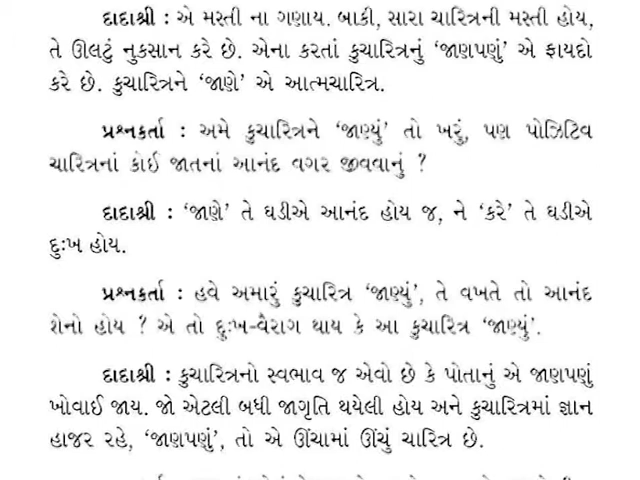 દાદાશ્રી : એ મસ્તી ના ગણાય. બાકી, સારા ચારિત્રની મસ્તી હોય,
તે ઊલટું નુકસાન કરે છે. એના કરતાં કુચારિત્રનું ‘જાણપણું’ એ ફાયદો
કરે છે. કુચારિત્રને ‘જાણે’ એ આત્મચારિત્ર.
પ્રશ્નકર્તા : અમે કુચારિત્રને ‘જાણ્યું’ તો ખરું, પણ પોઝિટિવ
ચારિત્રનાં કોઈ જાતનાં આનંદ વગર જીવવાનું ?
દાદાશ્રી : ‘જાણે’ તે ઘડીએ આનંદ હોય જ, ને ‘કરે’ તે ઘડીએ
દુઃખ હોય.
પ્રશ્નકર્તા : હવે અમારું કુચારિત્ર ‘જાણ્યું’, તે વખતે તો આનંદ
શેનો હોય ? એ તો દુઃખ-વૈરાગ થાય કે આ કુચારિત્ર ‘જાણ્યું’.
દાદાશ્રી : કુચારિત્રનો સ્વભાવ જ એવો છે કે પોતાનું એ જાણપણું
ખોવાઈ જાય. જો એટલી બધી જાગૃતિ થયેલી હોય અને કુચારિત્રમાં જ્ઞાન
હાજર રહે, ‘જાણપણું’, તો એ ઊંચામાં ઊંચું ચારિત્ર છે.